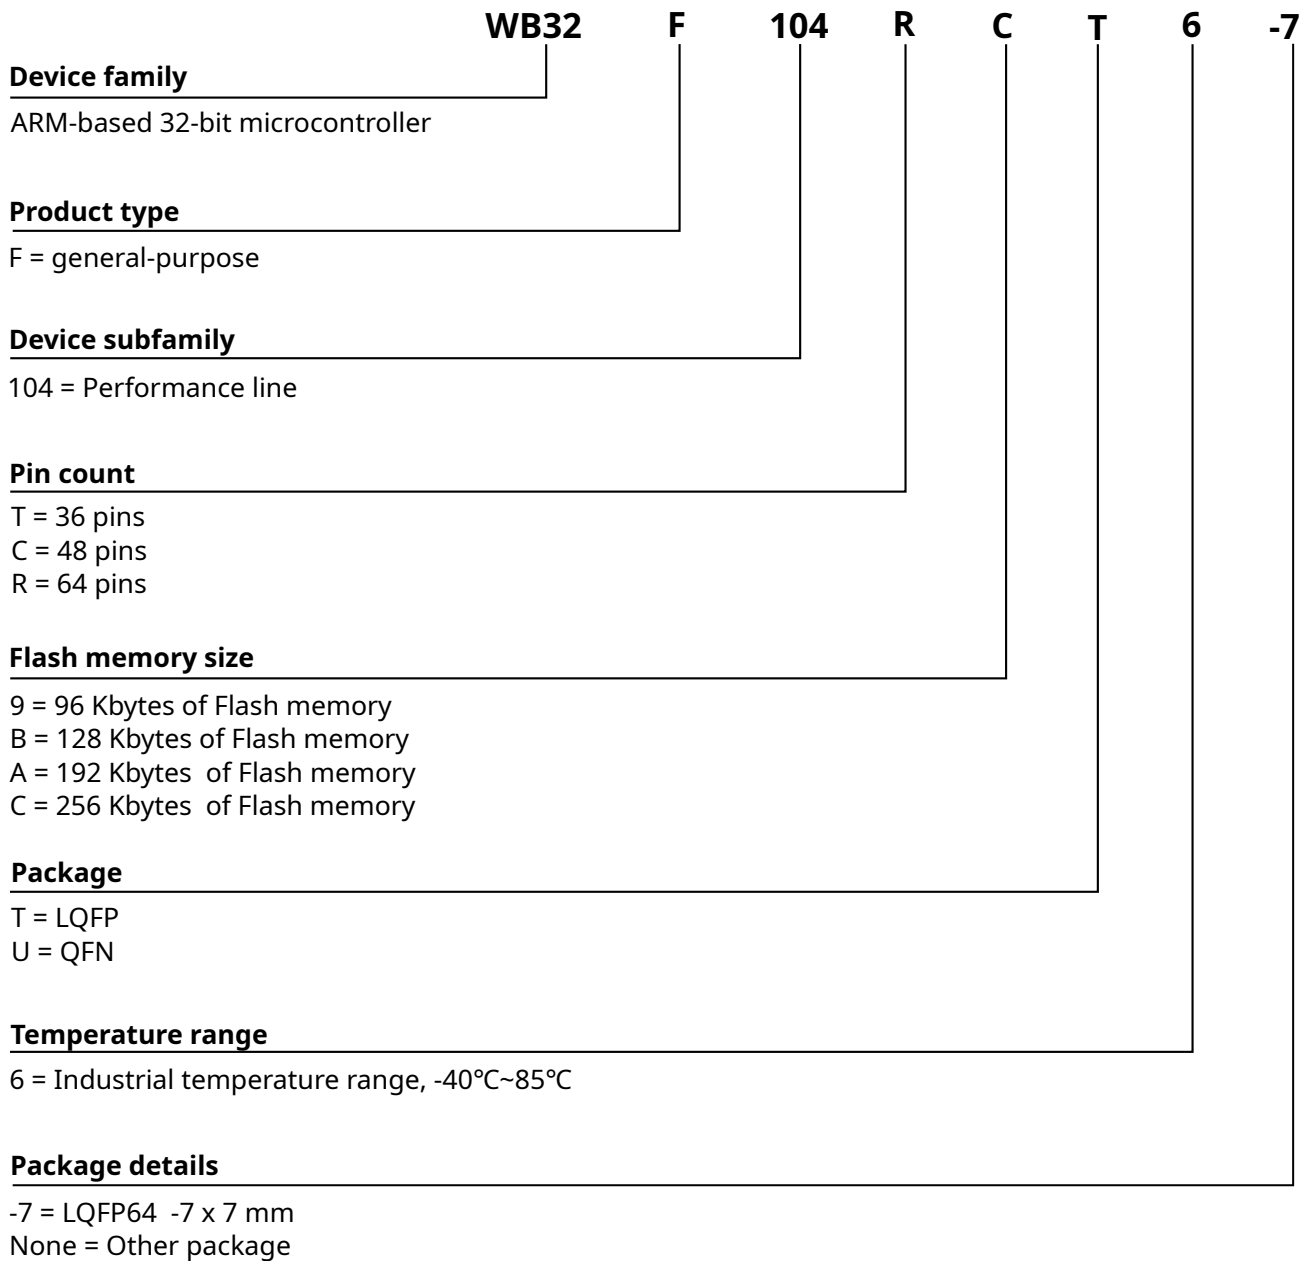 WB32 F 104 R C T 6 -7
Device family
ARM-based 32-bit microcontroller
Product type
F = general-purpose
Device subfamily
104 = Performance line
Pin count
T = 36 pins
C = 48 pins
R = 64 pins
Flash memory size
9 = 96 Kbytes of Flash memory
B = 128 Kbytes of Flash memory
A = 192 Kbytes  of Flash memory
C = 256 Kbytes  of Flash memory
Package
T = LQFP
U = QFN
Temperature range
6 = Industrial temperature range, -40℃~85℃
Package details
-7 = LQFP64  -7 x 7 mm
None = Other package